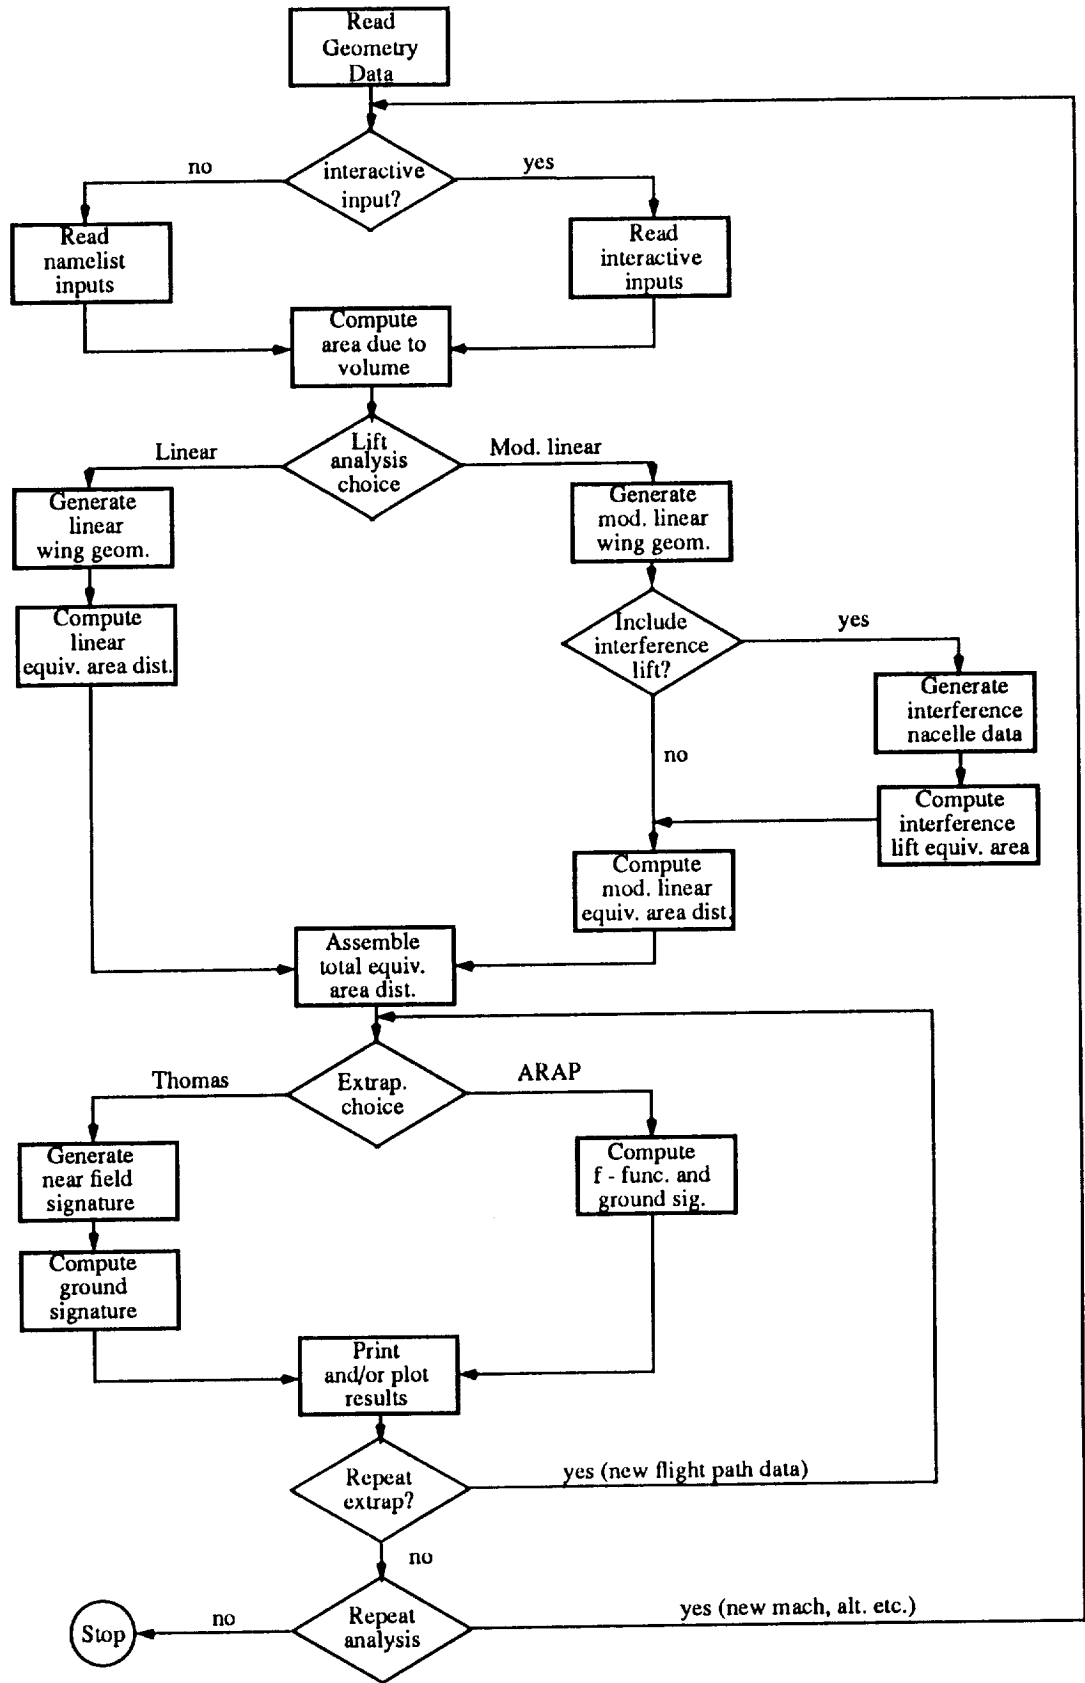 Read
Geometry
Data
no
interactive
input?
yes
Read
namelist
inputs
Read
interactive
inputs
Compute
area due to
volume
Linear
Lift
analysis
choice
Mod. linear
Generate
linear
wing geom.
Generate
mod. linear
wing geom.
Compute
linear
equiv. area dist.
Include
interference
lift?
yes
Generate
interference
nacelle data
no
Compute
interference
lift equiv. area
Compute
mod. linear
equiv. area dist.
Assemble
total equiv.
area dist.
Thomas
Extrap.
choice
ARAP
Generate
near field
signature
Compute
f - func. and
ground sig.
Compute
ground
signature
Print
and/or plot
results
Repeat
extrap?
yes (new flight path data)
no
Repeat
analysis
yes (new mach, alt. etc.)
no
Stop